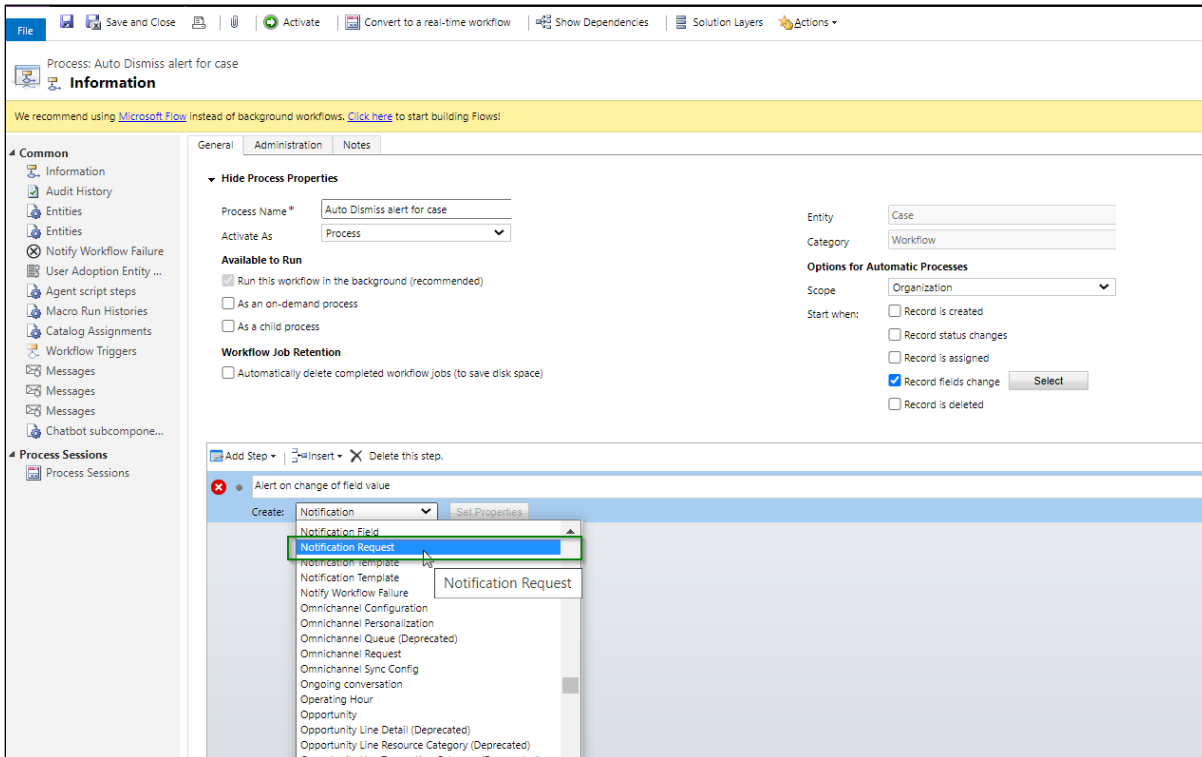 File
Save and Close
Activate
Convert to a real-time workflow
Show Dependencies
Solution Layers
Actions
Process: Auto Dismiss alert for case
Information
We recommend using Microsoft Flow instead of background workflows. Click here to start building Flows!
Common
Information
Audit History
Entities
Entities
Notify Workflow Failure
User Adoption Entity ...
Agent script steps
Macro Run Histories
Catalog Assignments
Workflow Triggers
Messages
Messages
Messages
Chatbot subcompone...
Process Sessions
Process Sessions
General
Administration
Notes
Hide Process Properties
Process Name*
Auto Dismiss alert for case
Activate As
Process
Available to Run
Run this workflow in the background (recommended)
As an on-demand process
As a child process
Workflow Job Retention
Automatically delete completed workflow jobs (to save disk space)
Entity
Case
Category
Workflow
Options for Automatic Processes
Scope
Organization
Start when:
Record is created
Record status changes
Record is assigned
Record fields change
Select
Record is deleted
Add Step
Insert
Delete this step.
Alert on change of field value
Create:
Notification
Set Properties
Notification Field
Notification Request
Notification Template
Notification Request
Notification Template
Notify Workflow Failure
Omnichannel Configuration
Omnichannel Personalization
Omnichannel Queue (Deprecated)
Omnichannel Request
Omnichannel Sync Config
Ongoing conversation
Operating Hour
Opportunity
Opportunity Line Detail (Deprecated)
Opportunity Line Resource Category (Deprecated)